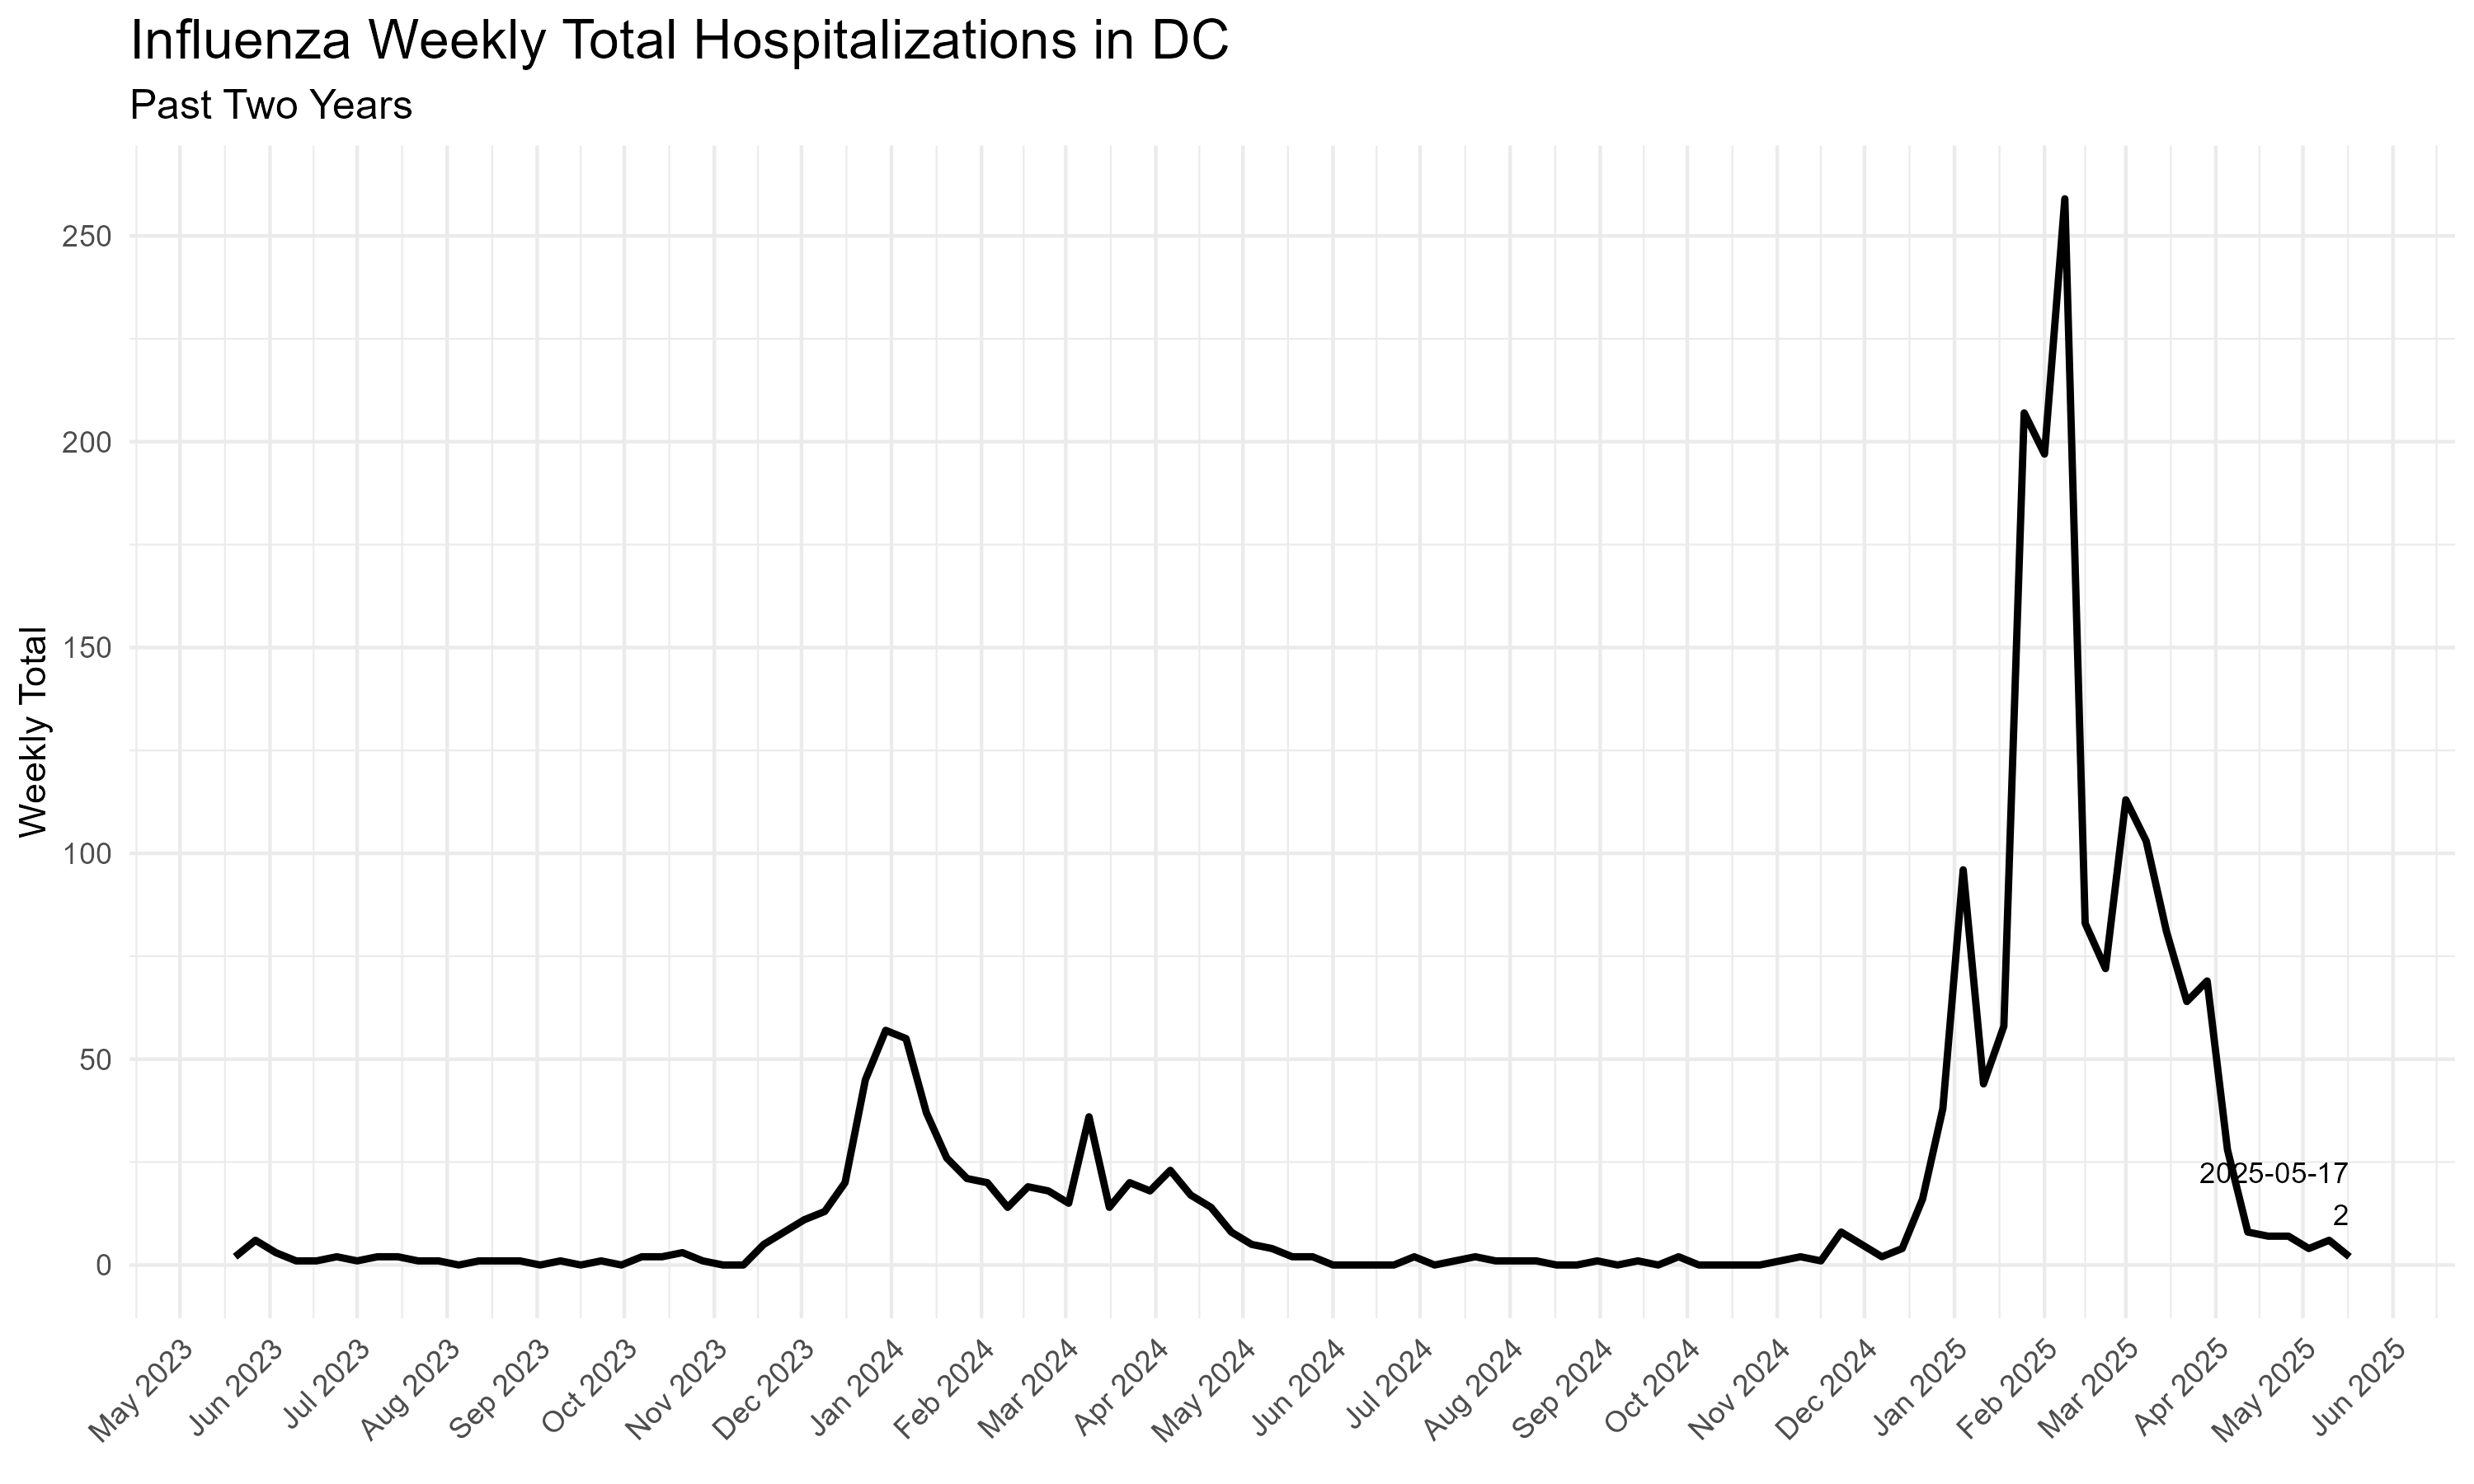 Influenza Weekly Total Hospitalizations in DC
Past Two Years
Weekly Total
250
200
150
100
50
0
2025-05-17
2
May 2023
Jun 2023
Jul 2023
Aug 2023
Sep 2023
Oct 2023
Nov 2023
Dec 2023
Jan 2024
Feb 2024
Mar 2024
Apr 2024
May 2024
Jun 2024
Jul 2024
Aug 2024
Sep 2024
Oct 2024
Nov 2024
Dec 2024
Jan 2025
Feb 2025
Mar 2025
Apr 2025
May 2025
Jun 2025